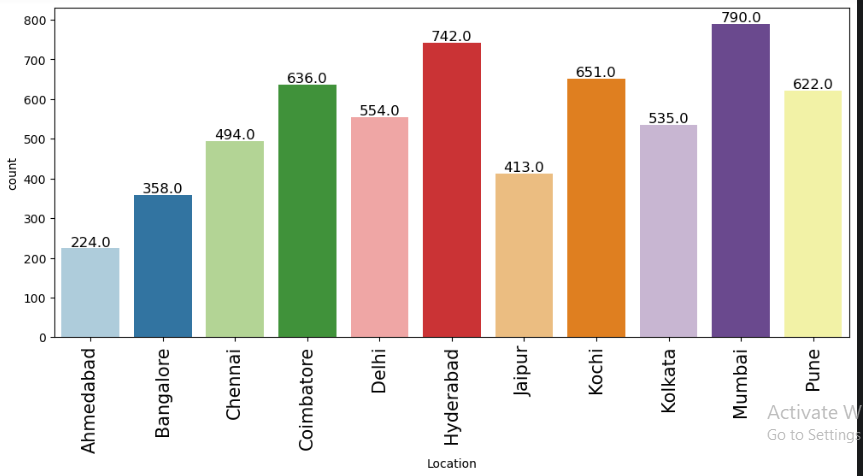 800
700
600
500
400
300
200
100
0
count
224.0
358.0
494.0
636.0
554.0
742.0
413.0
651.0
535.0
790.0
622.0
Ahmedabad
Bangalore
Chennai
Coimbatore
Delhi
Hyderabad
Jaipur
Kochi
Kolkata
Mumbai
Pune
Location
Activate W
Go to Settings